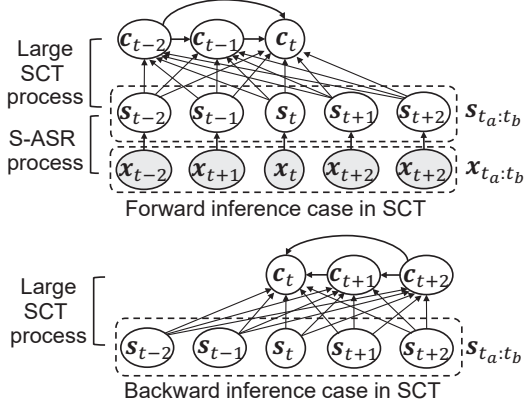 c_{t-2} c_{t-1} c_t
Large
SCT
process
s_{t-2} s_{t-1} s_t s_{t+1} s_{t+2} s_{t_a:t_b}
S-ASR
process
x_{t-2} x_{t+1} x_t x_{t+2} x_{t+2} x_{t_a:t_b}
Forward inference case in SCT
c_t c_{t+1} c_{t+2}
Large
SCT
process
s_{t-2} s_{t-1} s_t s_{t+1} s_{t+2} s_{t_a:t_b}
Backward inference case in SCT